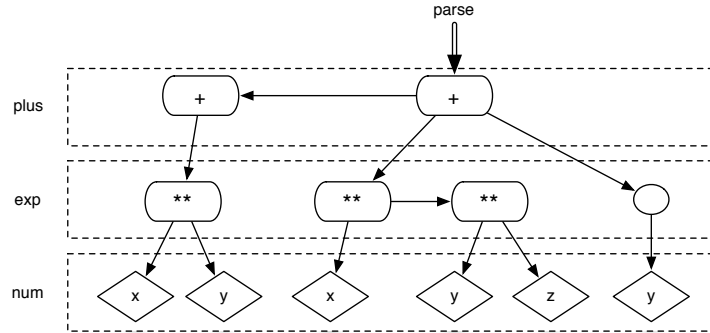 parse
plus + +
exp ** ** **
num x y x y z y